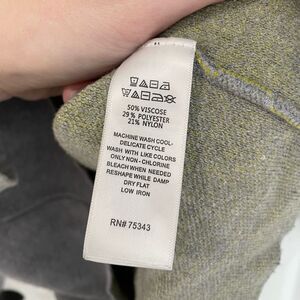 50% VISCOSE
29% POLYESTER
21% NYLON
MACHINE WASH COOL-
DELICATE CYCLE
WASH WITH LIKE COLORS
ONLY NON - CHLORINE
BLEACH WHEN NEEDED
RESHAPE WHILE DAMP
DRY FLAT
LOW IRON
RN# 75343